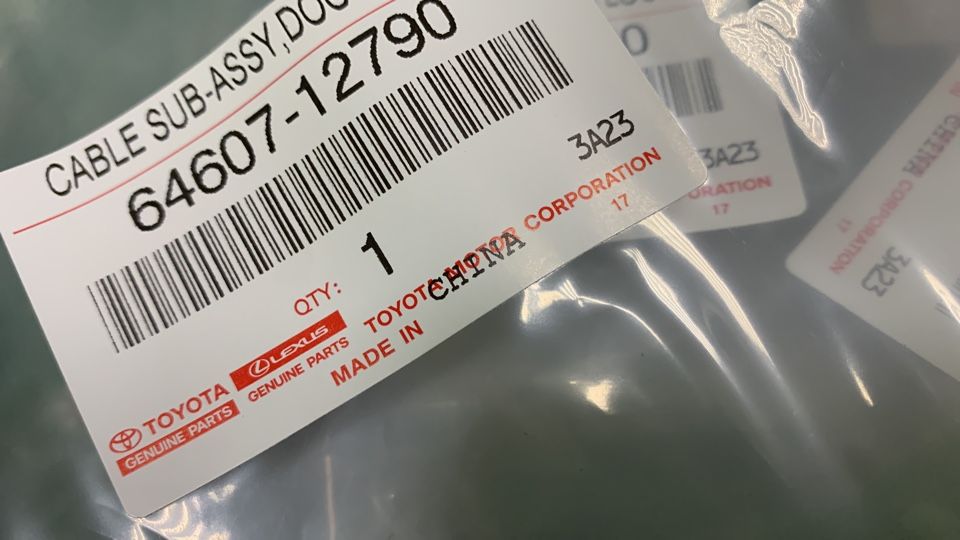 CABLE SUB-ASSY,DOO
64607-12790
3A23
QTY: 1
TOYOTA
GENUINE PARTS
LEXUS
GENUINE PARTS
TOYOTA MOTOR CORPORATION
17
MADE IN CHINA
0
3A23
ORATION
17
CORPORATION
17
3A23